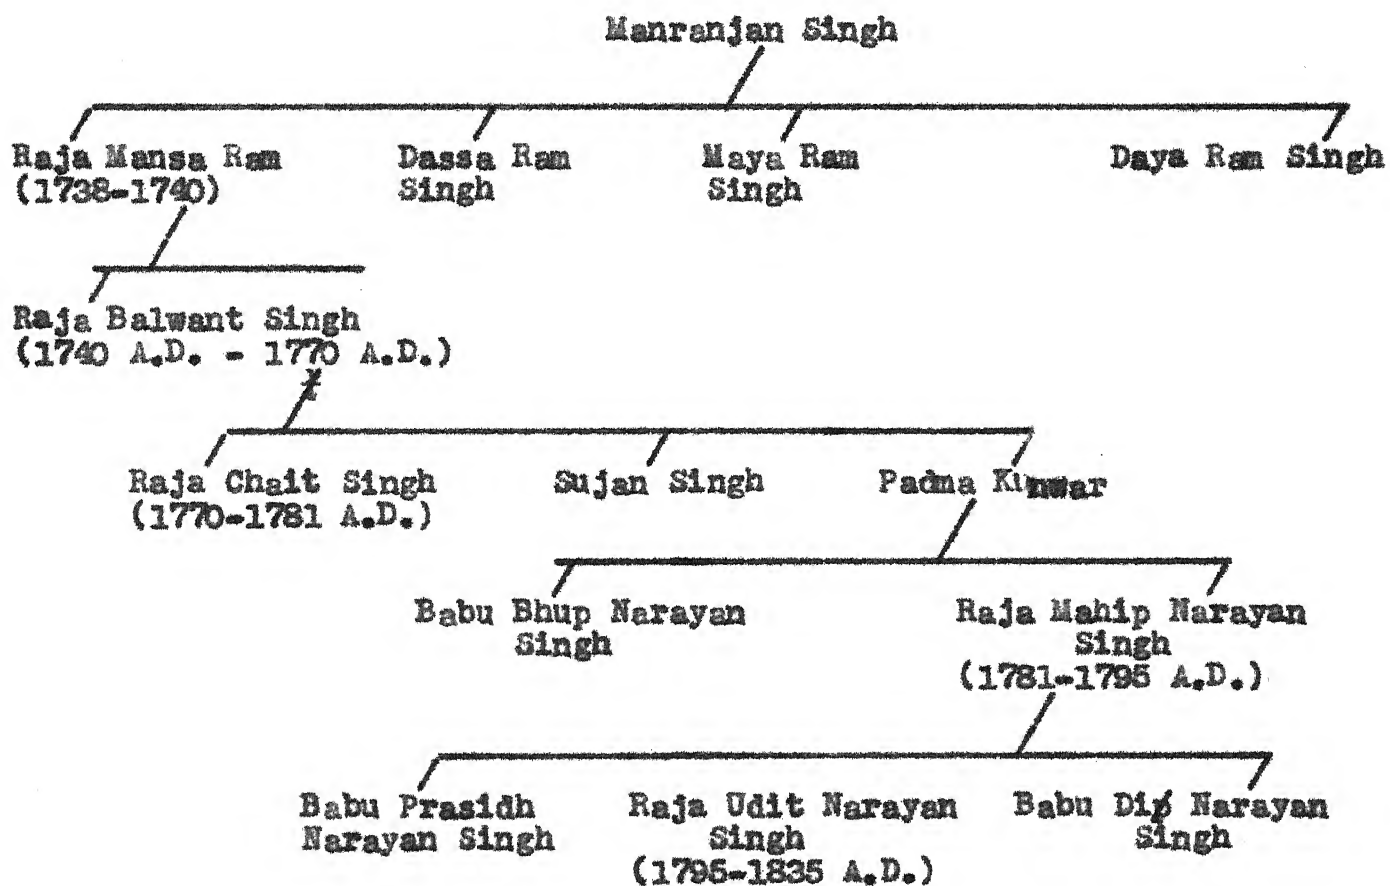 Manranjan Singh
Raja Mansa Ram
(1738-1740)
Dassa Ram
Singh
Maya Ram
Singh
Daya Ram Singh
Raja Balwant Singh
(1740 A.D. - 1770 A.D.)
Raja Chait Singh
(1770-1781 A.D.)
Sujan Singh
Padma Kunwar
Babu Bhup Narayan
Singh
Raja Mahip Narayan
Singh
(1781-1795 A.D.)
Babu Prasidh
Narayan Singh
Raja Udit Narayan
Singh
(1795-1835 A.D.)
Babu Dip Narayan
Singh